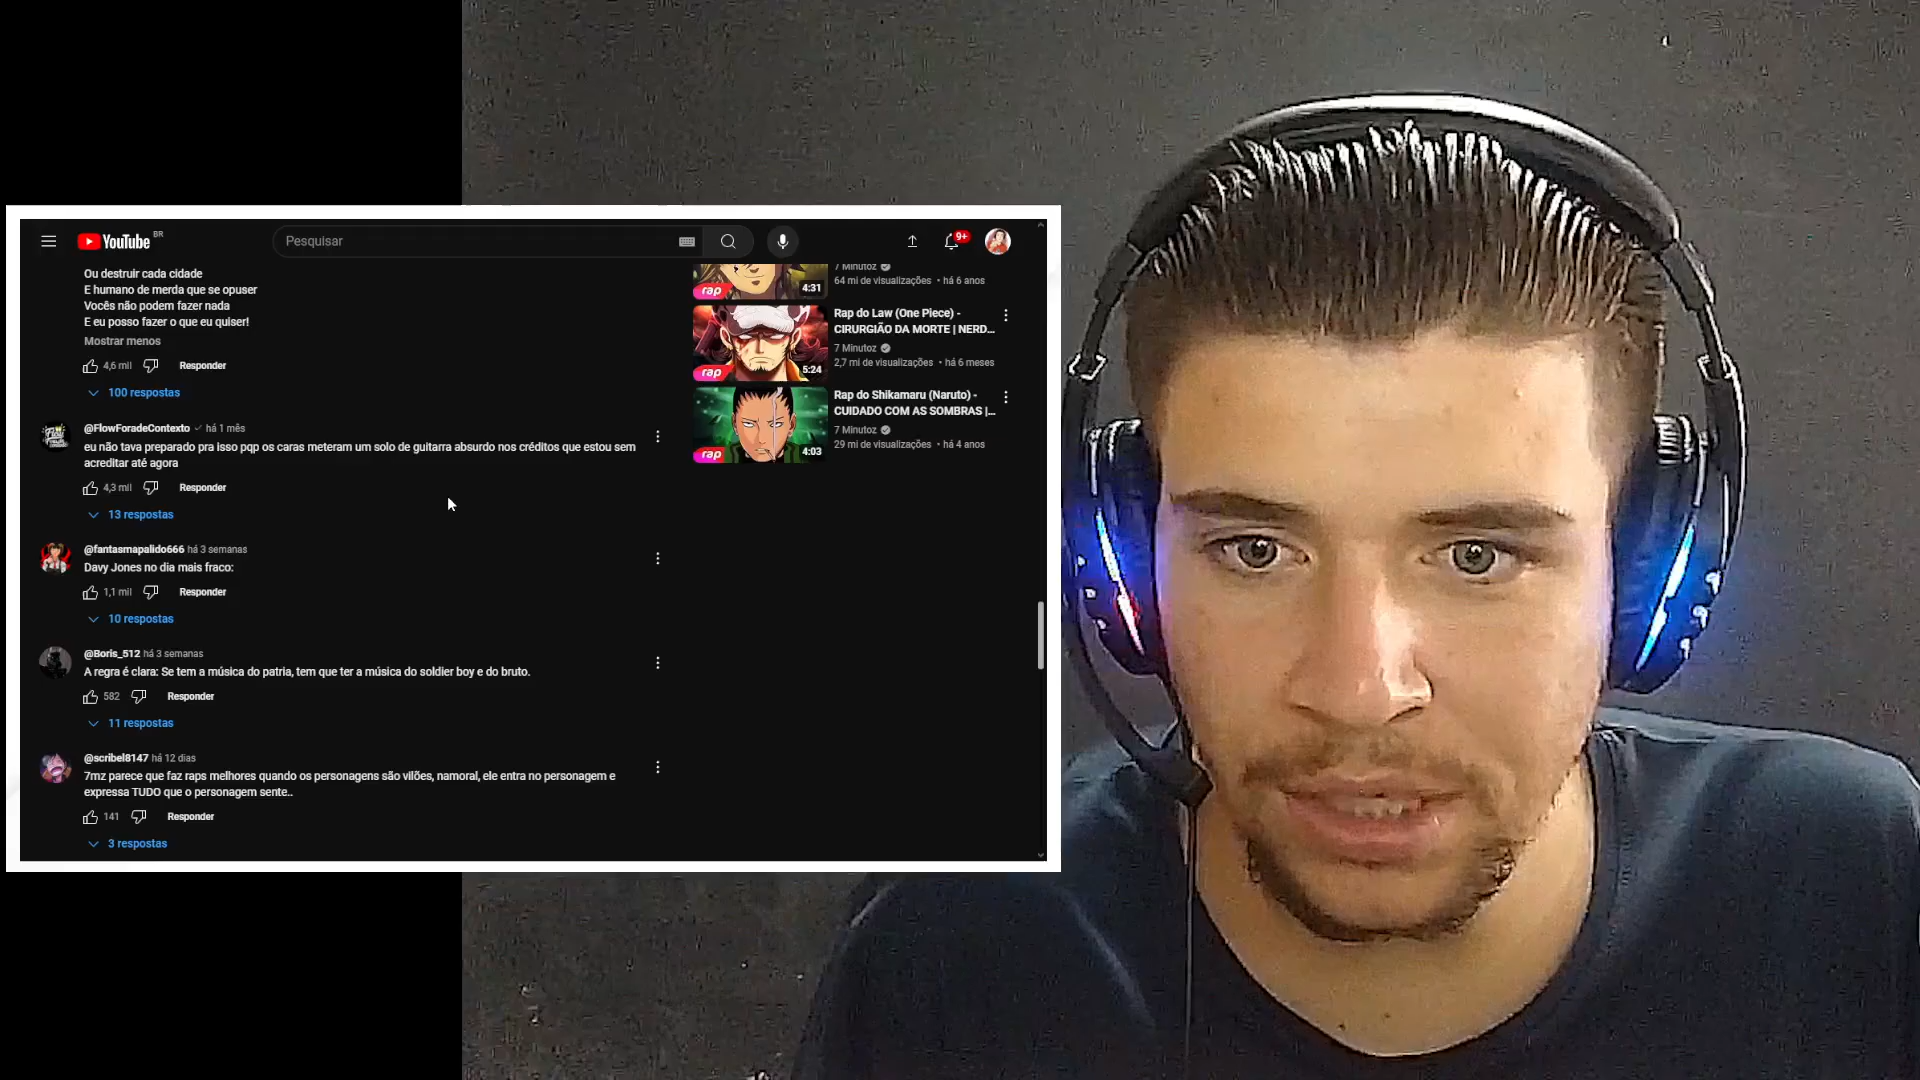 YouTube BR
Pesquisar
9+
Ou destruir cada cidade
E humano de merda que se opuser
Vocês não podem fazer nada
E eu posso fazer o que eu quiser!
Mostrar menos
4,6 mil
Responder
100 respostas
@FlowForadeContexto há 1 mês
eu não tava preparado pra isso pqp os caras meteram um solo de guitarra absurdo nos créditos que estou sem
acreditar até agora
4,3 mil
Responder
13 respostas
@fantasmapalido666 há 3 semanas
Davy Jones no dia mais fraco:
1,1 mil
Responder
10 respostas
@Boris_512 há 3 semanas
A regra é clara: Se tem a música do patria, tem que ter a música do soldier boy e do bruto.
582
Responder
11 respostas
@scribel8147 há 12 dias
7mz parece que faz raps melhores quando os personagens são vilões, namoral, ele entra no personagem e
expressa TUDO que o personagem sente..
141
Responder
3 respostas
rap
4:31
7 Minutoz
64 mi de visualizações • há 6 anos
rap
5:24
Rap do Law (One Piece) -
CIRURGIÃO DA MORTE | NERD...
7 Minutoz
2,7 mi de visualizações • há 6 meses
rap
4:03
Rap do Shikamaru (Naruto) -
CUIDADO COM AS SOMBRAS |...
7 Minutoz
29 mi de visualizações • há 4 anos